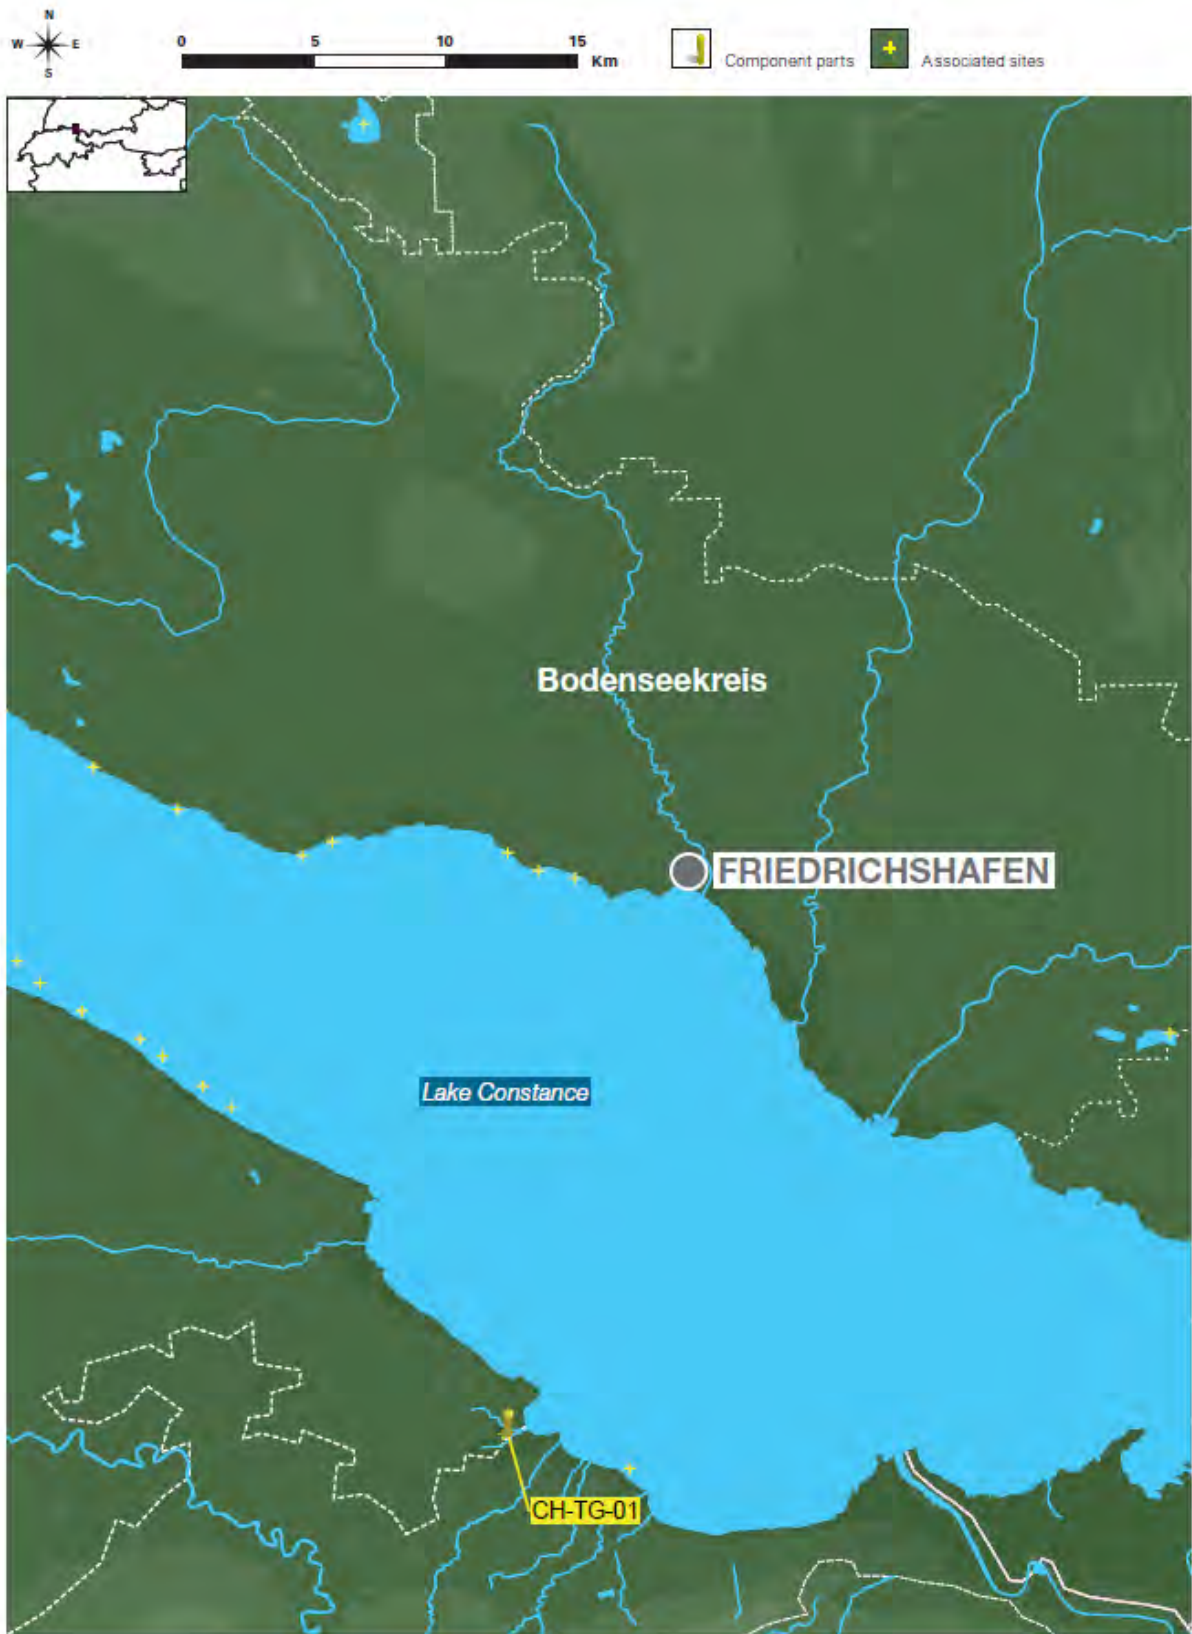 N
W E
S
0 5 10 15
Km
Component parts
Associated sites
Bodenseekreis
FRIEDRICHSHAFEN
Lake Constance
CH-TG-01